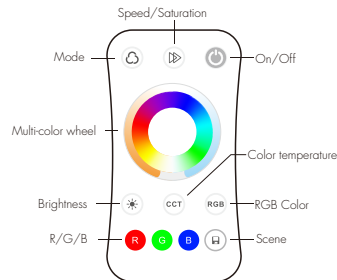 Speed/Saturation
Mode
On/Off
Multi-color wheel
Color temperature
Brightness
CCT
RGB
RGB Color
R/G/B
R
G
B
Scene